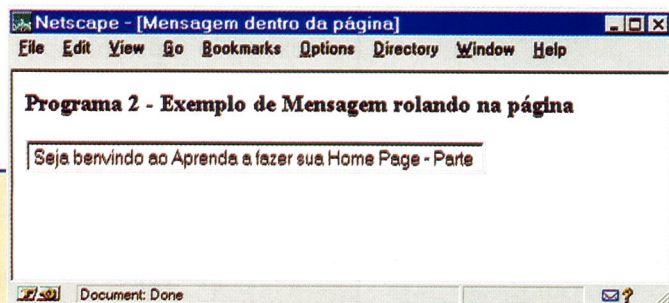 Netscape - [Mensagem dentro da página]
File Edit View Go Bookmarks Options Directory Window Help
Programa 2 - Exemplo de Mensagem rolando na página
Seja benvindo ao Aprenda a fazer sua Home Page - Parte
Document: Done